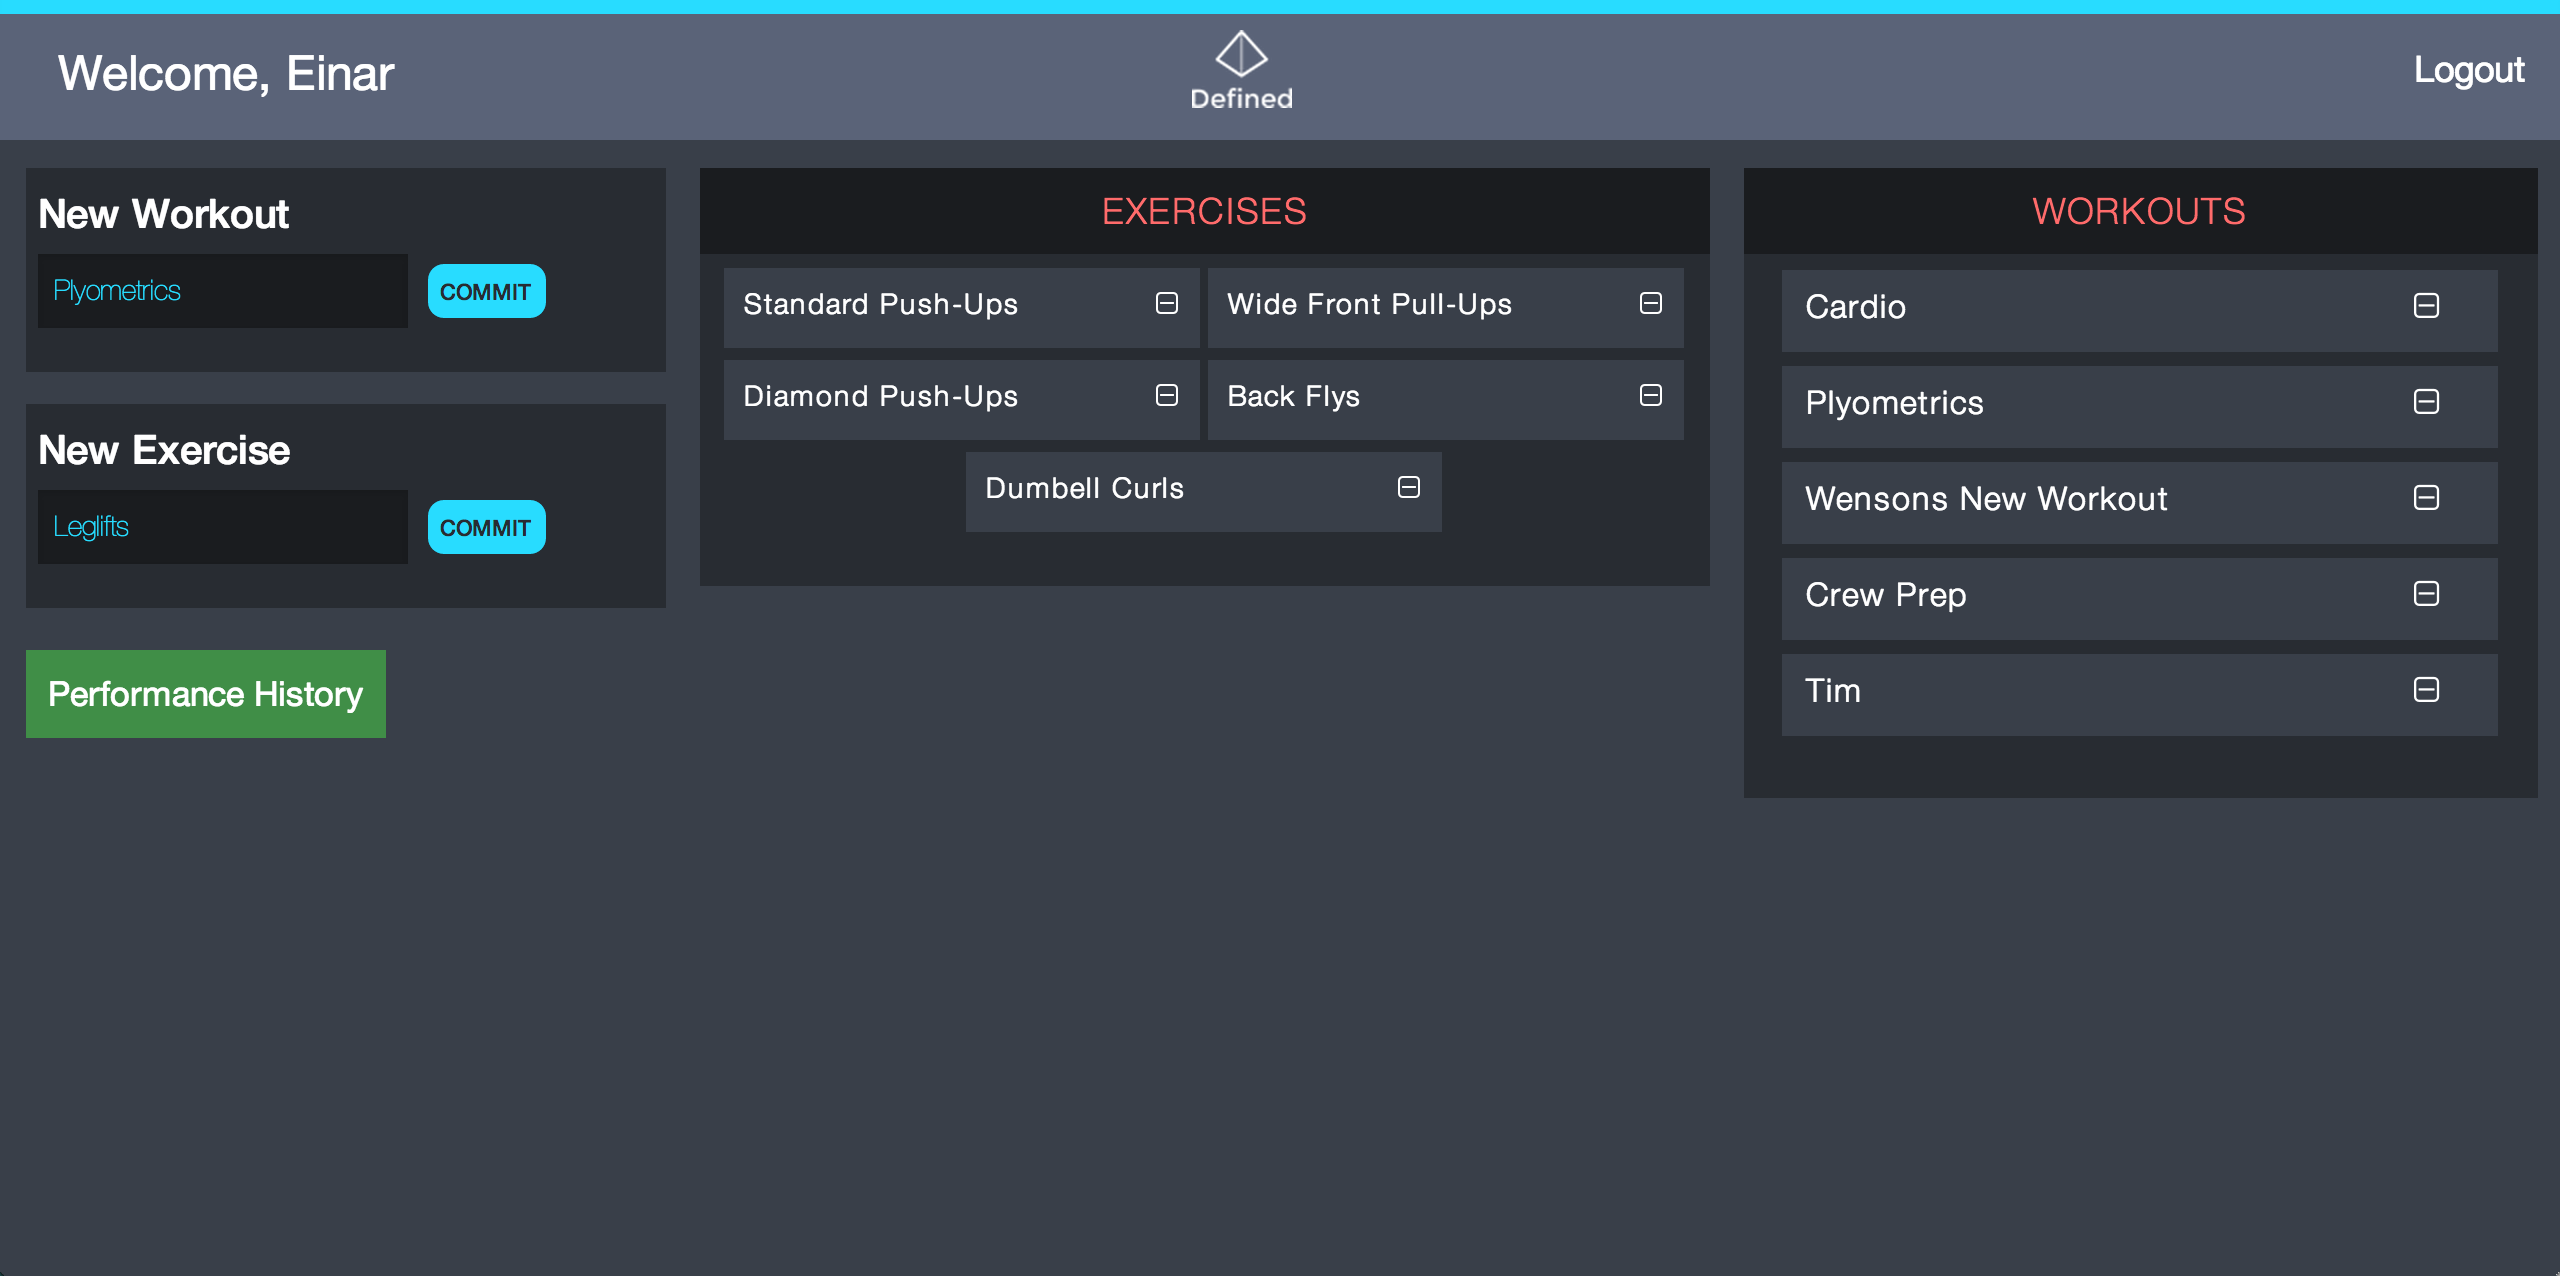 Welcome, Einar
Defined
Logout
New Workout
Plyometrics
COMMIT
New Exercise
Leglifts
COMMIT
Performance History
EXERCISES
Standard Push-Ups
Wide Front Pull-Ups
Diamond Push-Ups
Back Flys
Dumbell Curls
WORKOUTS
Cardio
Plyometrics
Wensons New Workout
Crew Prep
Tim